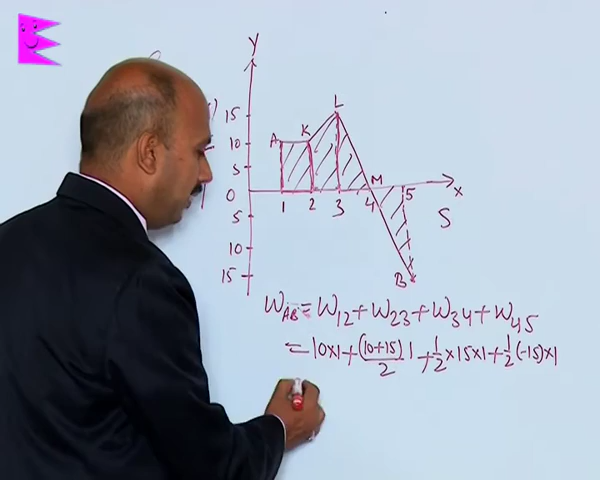 Y
L
15
A
K
10
5
M
0
1
2
3
4
5
x
5
S
10
15
B
W_AB = W_12 + W_23 + W_34 + W_45
= 10×1 + (10+15)/2 1 + 1/2 × 15×1 + 1/2 (-15)×1